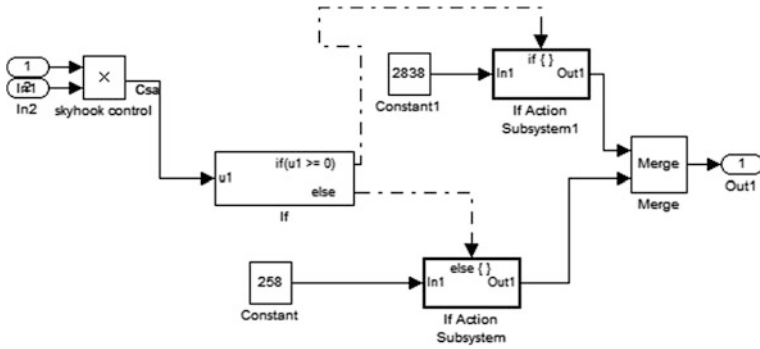 1
In1
2
In2
×
Csa
skyhook control
u1
if(u1 >= 0)
else
If
2838
Constant1
if { }
In1
Out1
If Action
Subsystem1
258
Constant
else { }
In1
Out1
If Action
Subsystem
Merge
Merge
1
Out1